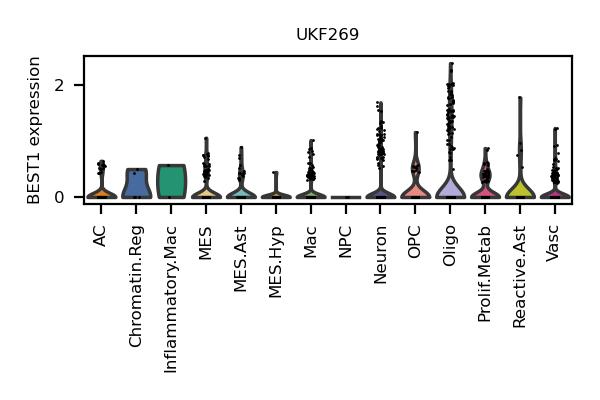 UKF269
BEST1 expression
2
0
AC
Chromatin.Reg
Inflammatory.Mac
MES
MES.Ast
MES.Hyp
Mac
NPC
Neuron
OPC
Oligo
Prolif.Metab
Reactive.Ast
Vasc